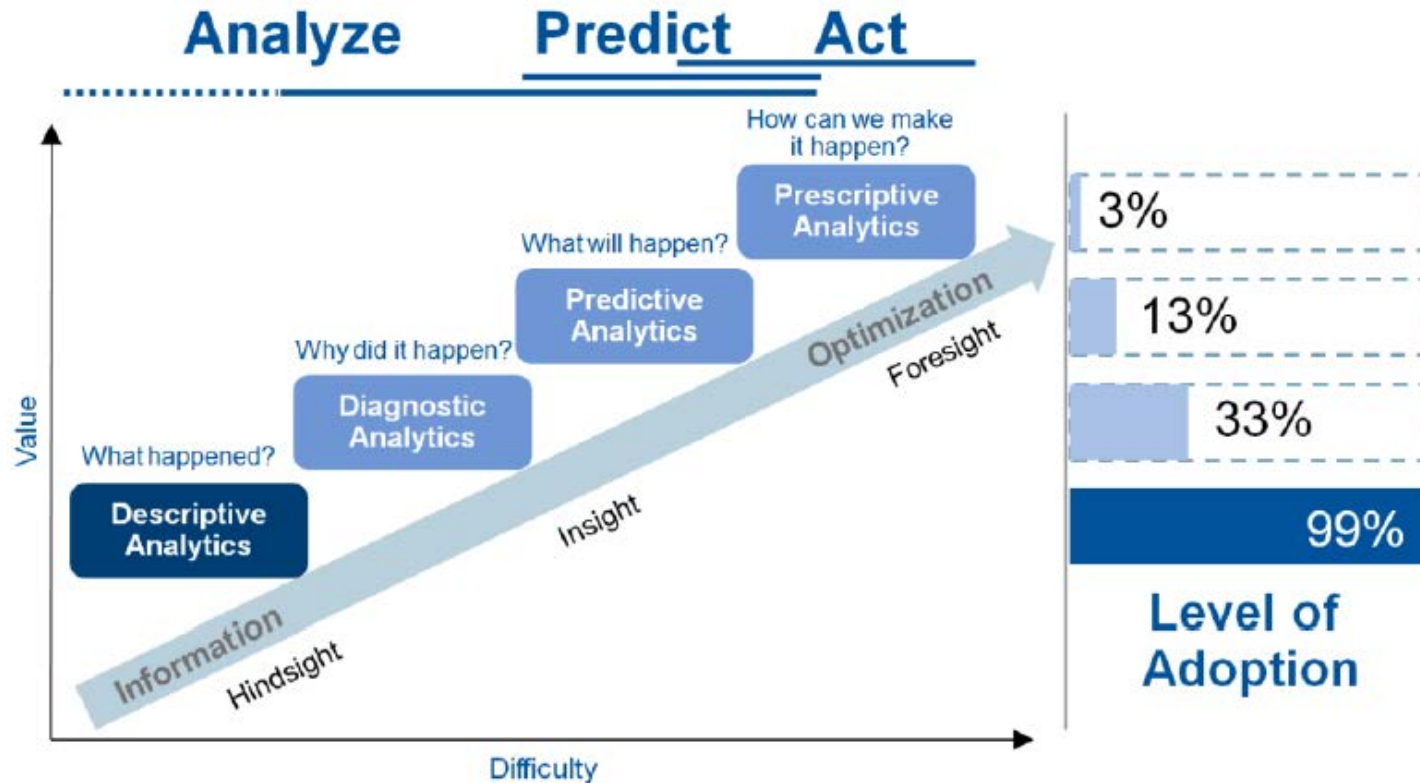 Analyze Predict Act
How can we make
it happen?
Prescriptive
Analytics
3%
What will happen?
Predictive
Analytics
13%
Optimization
Foresight
Why did it happen?
Diagnostic
Analytics
33%
Value
What happened?
Descriptive
Analytics
Insight
99%
Information
Hindsight
Level of
Adoption
Difficulty